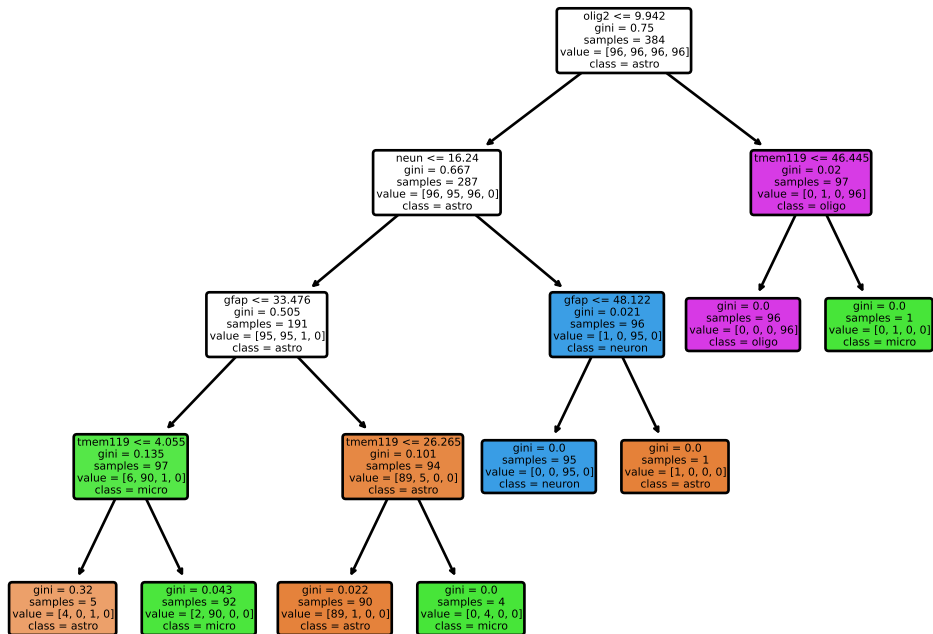 olig2 <= 9.942
gini = 0.75
samples = 384
value = [96, 96, 96, 96]
class = astro
neun <= 16.24
gini = 0.667
samples = 287
value = [96, 95, 96, 0]
class = astro
tmem119 <= 46.445
gini = 0.02
samples = 97
value = [0, 1, 0, 96]
class = oligo
gfap <= 33.476
gini = 0.505
samples = 191
value = [95, 95, 1, 0]
class = astro
gfap <= 48.122
gini = 0.021
samples = 96
value = [1, 0, 95, 0]
class = neuron
gini = 0.0
samples = 96
value = [0, 0, 0, 96]
class = oligo
gini = 0.0
samples = 1
value = [0, 1, 0, 0]
class = micro
tmem119 <= 4.055
gini = 0.135
samples = 97
value = [6, 90, 1, 0]
class = micro
tmem119 <= 26.265
gini = 0.101
samples = 94
value = [89, 5, 0, 0]
class = astro
gini = 0.0
samples = 95
value = [0, 0, 95, 0]
class = neuron
gini = 0.0
samples = 1
value = [1, 0, 0, 0]
class = astro
gini = 0.32
samples = 5
value = [4, 0, 1, 0]
class = astro
gini = 0.043
samples = 92
value = [2, 90, 0, 0]
class = micro
gini = 0.022
samples = 90
value = [89, 1, 0, 0]
class = astro
gini = 0.0
samples = 4
value = [0, 4, 0, 0]
class = micro